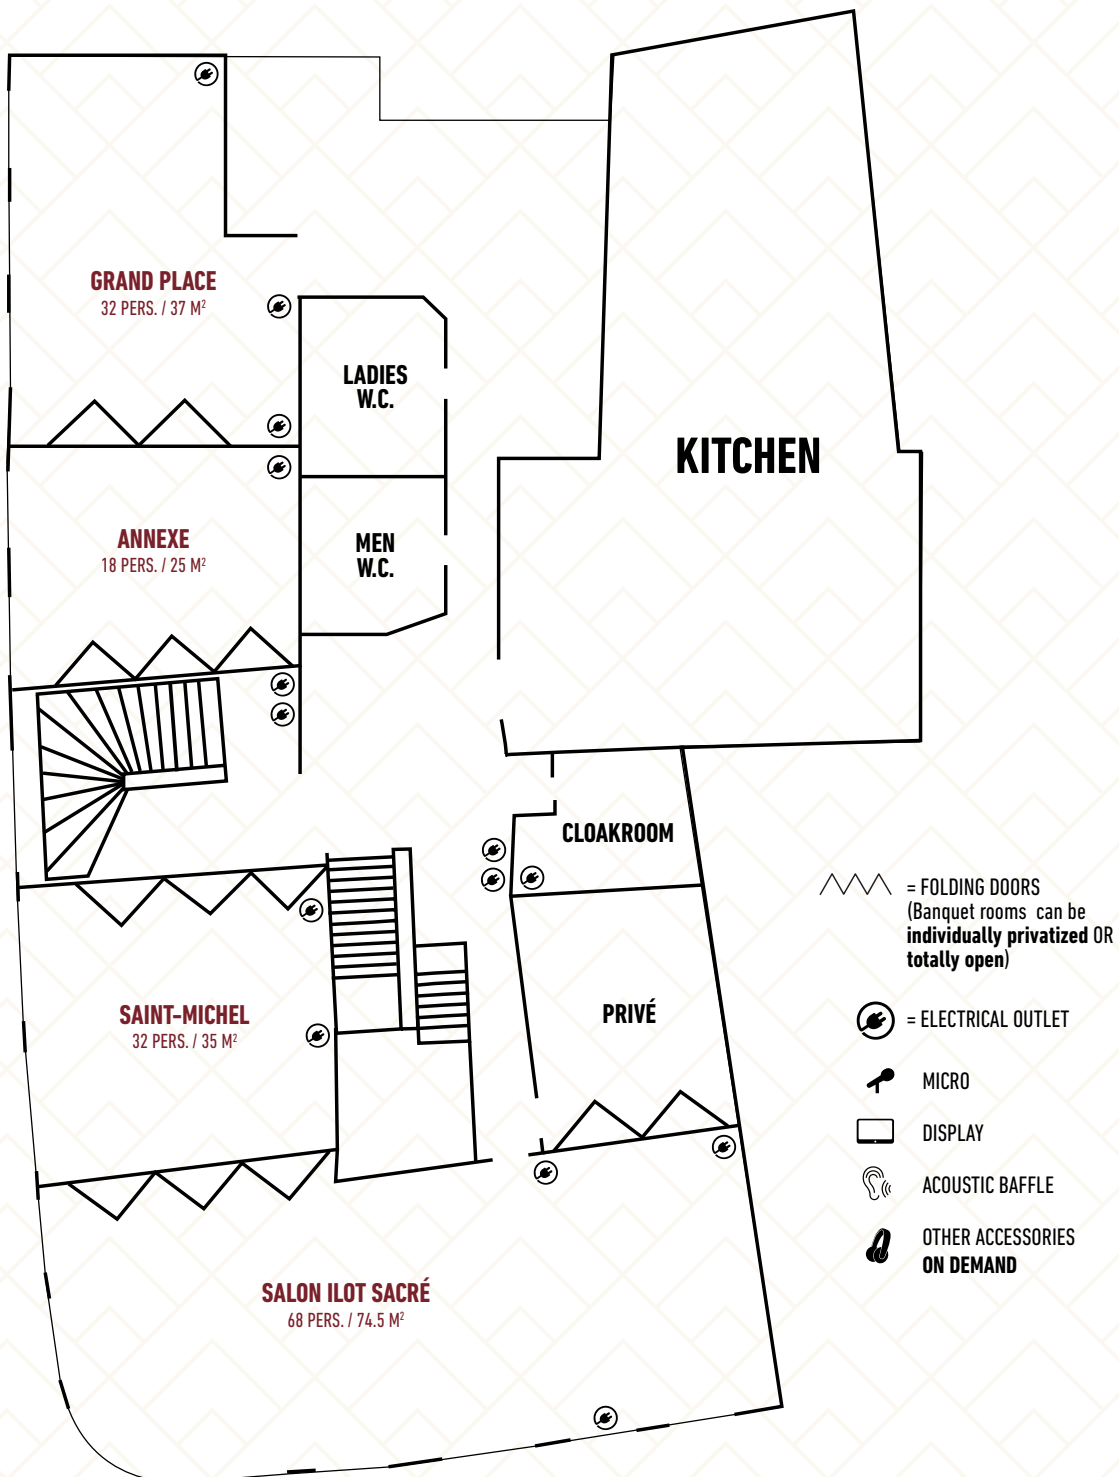 GRAND PLACE
32 PERS. / 37 M²
LADIES
W.C.
KITCHEN
ANNEXE
18 PERS. / 25 M²
MEN
W.C.
CLOAKROOM
= FOLDING DOORS
(Banquet rooms can be
individually privatized OR
totally open)
PRIVÉ
SAINT-MICHEL
32 PERS. / 35 M²
= ELECTRICAL OUTLET
MICRO
DISPLAY
ACOUSTIC BAFFLE
OTHER ACCESSORIES
ON DEMAND
SALON ILOT SACRÉ
68 PERS. / 74.5 M²